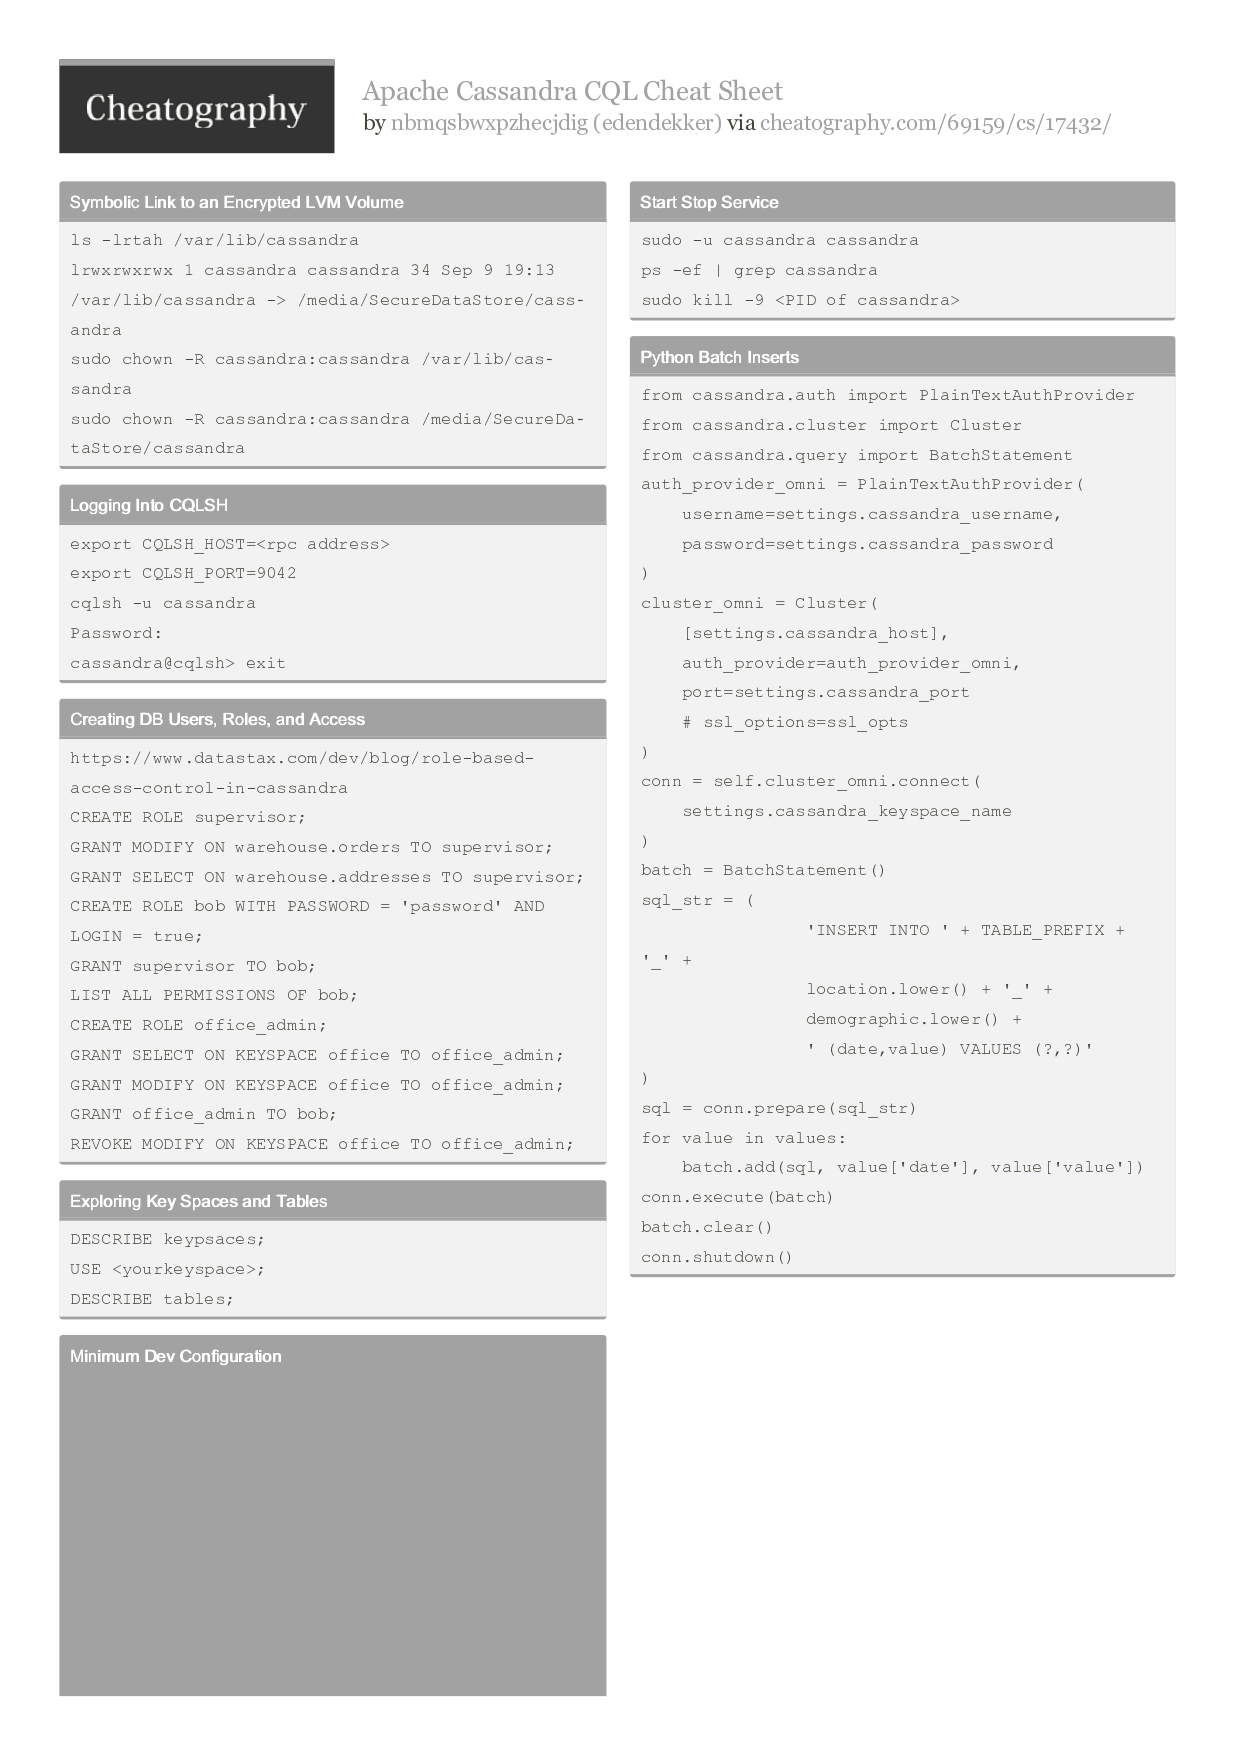 Cheatography
Apache Cassandra CQL Cheat Sheet
by nbmqsbwxpzhecjdig (edendekker) via cheatography.com/69159/cs/17432/
Symbolic Link to an Encrypted LVM Volume
ls -lrtah /var/lib/cassandra
lrwxrwxrwx 1 cassandra cassandra 34 Sep 9 19:13
/var/lib/cassandra -> /media/SecureDataStore/cass-
andra
sudo chown -R cassandra:cassandra /var/lib/cas-
sandra
sudo chown -R cassandra:cassandra /media/SecureDa-
taStore/cassandra
Logging Into CQLSH
export CQLSH_HOST=<rpc address>
export CQLSH_PORT=9042
cqlsh -u cassandra
Password:
cassandra@cqlsh> exit
Creating DB Users, Roles, and Access
https://www.datastax.com/dev/blog/role-based-
access-control-in-cassandra
CREATE ROLE supervisor;
GRANT MODIFY ON warehouse.orders TO supervisor;
GRANT SELECT ON warehouse.addresses TO supervisor;
CREATE ROLE bob WITH PASSWORD = 'password' AND
LOGIN = true;
GRANT supervisor TO bob;
LIST ALL PERMISSIONS OF bob;
CREATE ROLE office_admin;
GRANT SELECT ON KEYSPACE office TO office_admin;
GRANT MODIFY ON KEYSPACE office TO office_admin;
GRANT office_admin TO bob;
REVOKE MODIFY ON KEYSPACE office TO office_admin;
Exploring Key Spaces and Tables
DESCRIBE keypsaces;
USE <yourkeyspace>;
DESCRIBE tables;
Minimum Dev Configuration
Start Stop Service
sudo -u cassandra cassandra
ps -ef | grep cassandra
sudo kill -9 <PID of cassandra>
Python Batch Inserts
from cassandra.auth import PlainTextAuthProvider
from cassandra.cluster import Cluster
from cassandra.query import BatchStatement
auth_provider_omni = PlainTextAuthProvider(
    username=settings.cassandra_username,
    password=settings.cassandra_password
)
cluster_omni = Cluster(
    [settings.cassandra_host],
    auth_provider=auth_provider_omni,
    port=settings.cassandra_port
    # ssl_options=ssl_opts
)
conn = self.cluster_omni.connect(
    settings.cassandra_keyspace_name
)
batch = BatchStatement()
sql_str = (
                'INSERT INTO ' + TABLE_PREFIX +
'_' +
                location.lower() + '_' +
                demographic.lower() +
                ' (date,value) VALUES (?,?)'
)
sql = conn.prepare(sql_str)
for value in values:
    batch.add(sql, value['date'], value['value'])
conn.execute(batch)
batch.clear()
conn.shutdown()